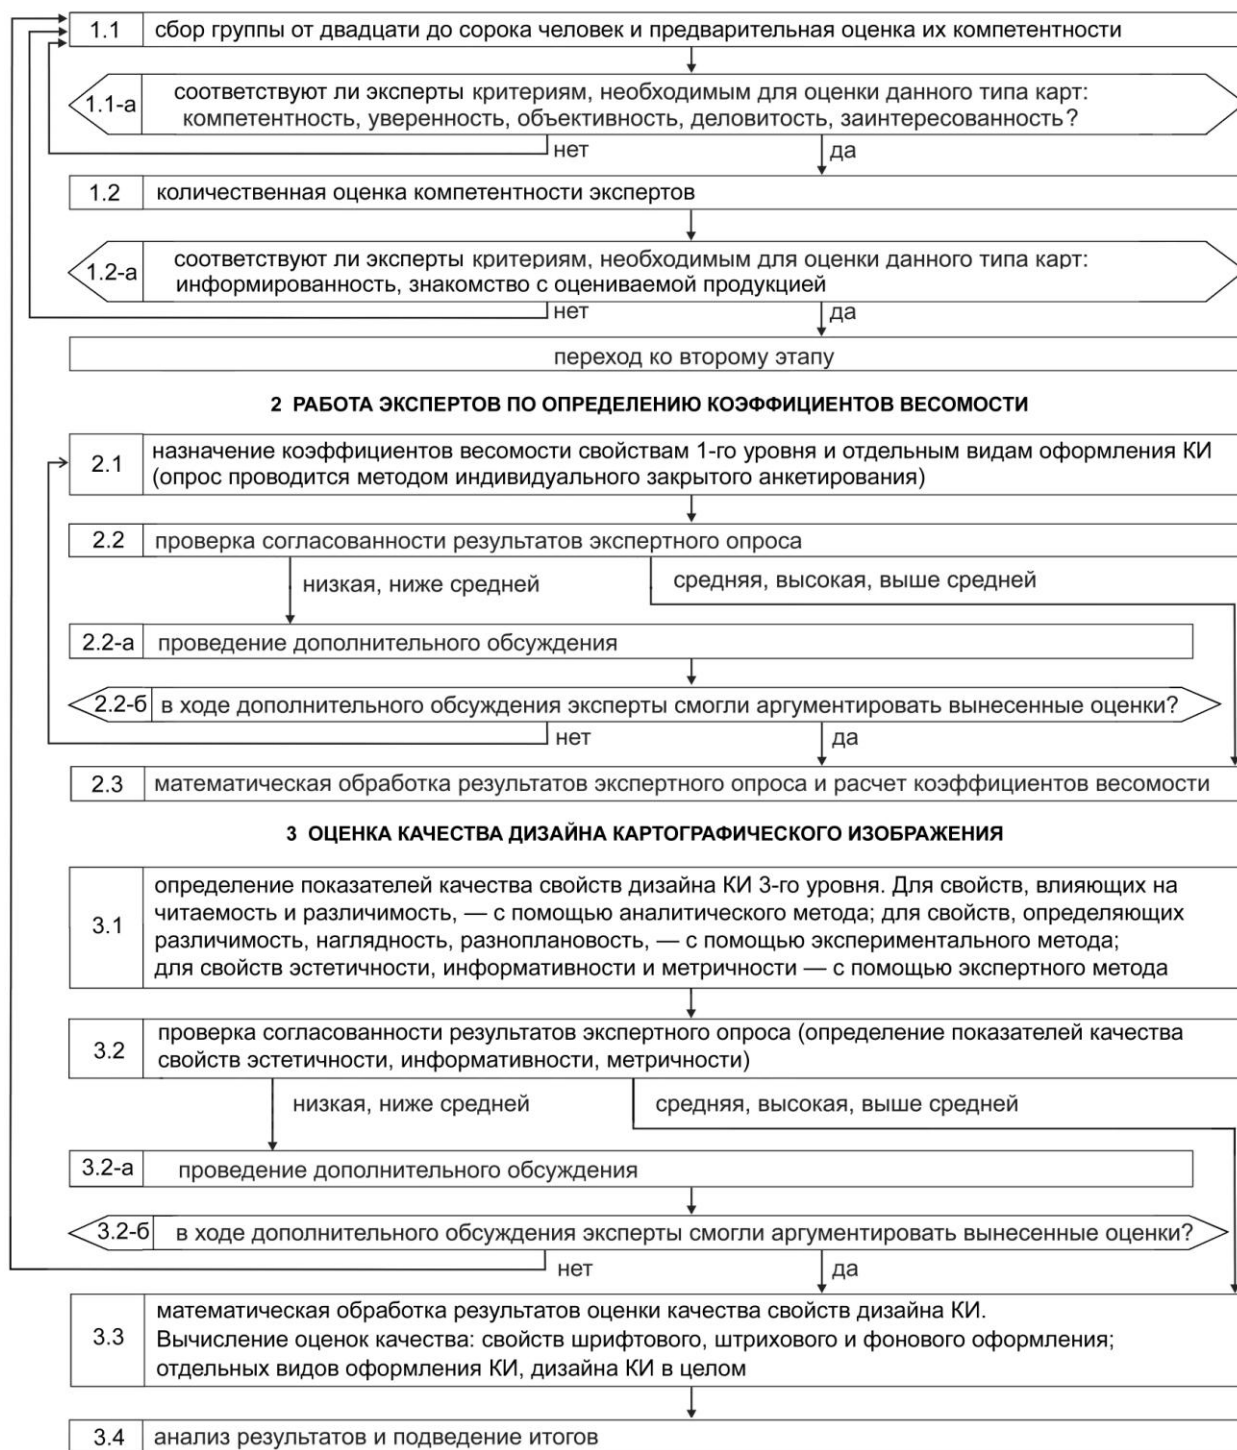 1.1 сбор группы от двадцати до сорока человек и предварительная оценка их компетентности
1.1-а соответствуют ли эксперты критериям, необходимым для оценки данного типа карт:
компетентность, уверенность, объективность, деловитость, заинтересованность?
нет да
1.2 количественная оценка компетентности экспертов
1.2-а соответствуют ли эксперты критериям, необходимым для оценки данного типа карт:
информированность, знакомство с оцениваемой продукцией
нет да
переход ко второму этапу
2 РАБОТА ЭКСПЕРТОВ ПО ОПРЕДЕЛЕНИЮ КОЭФФИЦИЕНТОВ ВЕСОМОСТИ
2.1 назначение коэффициентов весомости свойствам 1-го уровня и отдельным видам оформления КИ
(опрос проводится методом индивидуального закрытого анкетирования)
2.2 проверка согласованности результатов экспертного опроса
низкая, ниже средней средняя, высокая, выше средней
2.2-а проведение дополнительного обсуждения
2.2-б в ходе дополнительного обсуждения эксперты смогли аргументировать вынесенные оценки?
нет да
2.3 математическая обработка результатов экспертного опроса и расчет коэффициентов весомости
3 ОЦЕНКА КАЧЕСТВА ДИЗАЙНА КАРТОГРАФИЧЕСКОГО ИЗОБРАЖЕНИЯ
3.1 определение показателей качества свойств дизайна КИ 3-го уровня. Для свойств, влияющих на
читаемость и различимость, — с помощью аналитического метода; для свойств, определяющих
различимость, наглядность, разноплановость, — с помощью экспериментального метода;
для свойств эстетичности, информативности и метричности — с помощью экспертного метода
3.2 проверка согласованности результатов экспертного опроса (определение показателей качества
свойств эстетичности, информативности, метричности)
низкая, ниже средней средняя, высокая, выше средней
3.2-а проведение дополнительного обсуждения
3.2-б в ходе дополнительного обсуждения эксперты смогли аргументировать вынесенные оценки?
нет да
3.3 математическая обработка результатов оценки качества свойств дизайна КИ.
Вычисление оценок качества: свойств шрифтового, штрихового и фонового оформления;
отдельных видов оформления КИ, дизайна КИ в целом
3.4 анализ результатов и подведение итогов